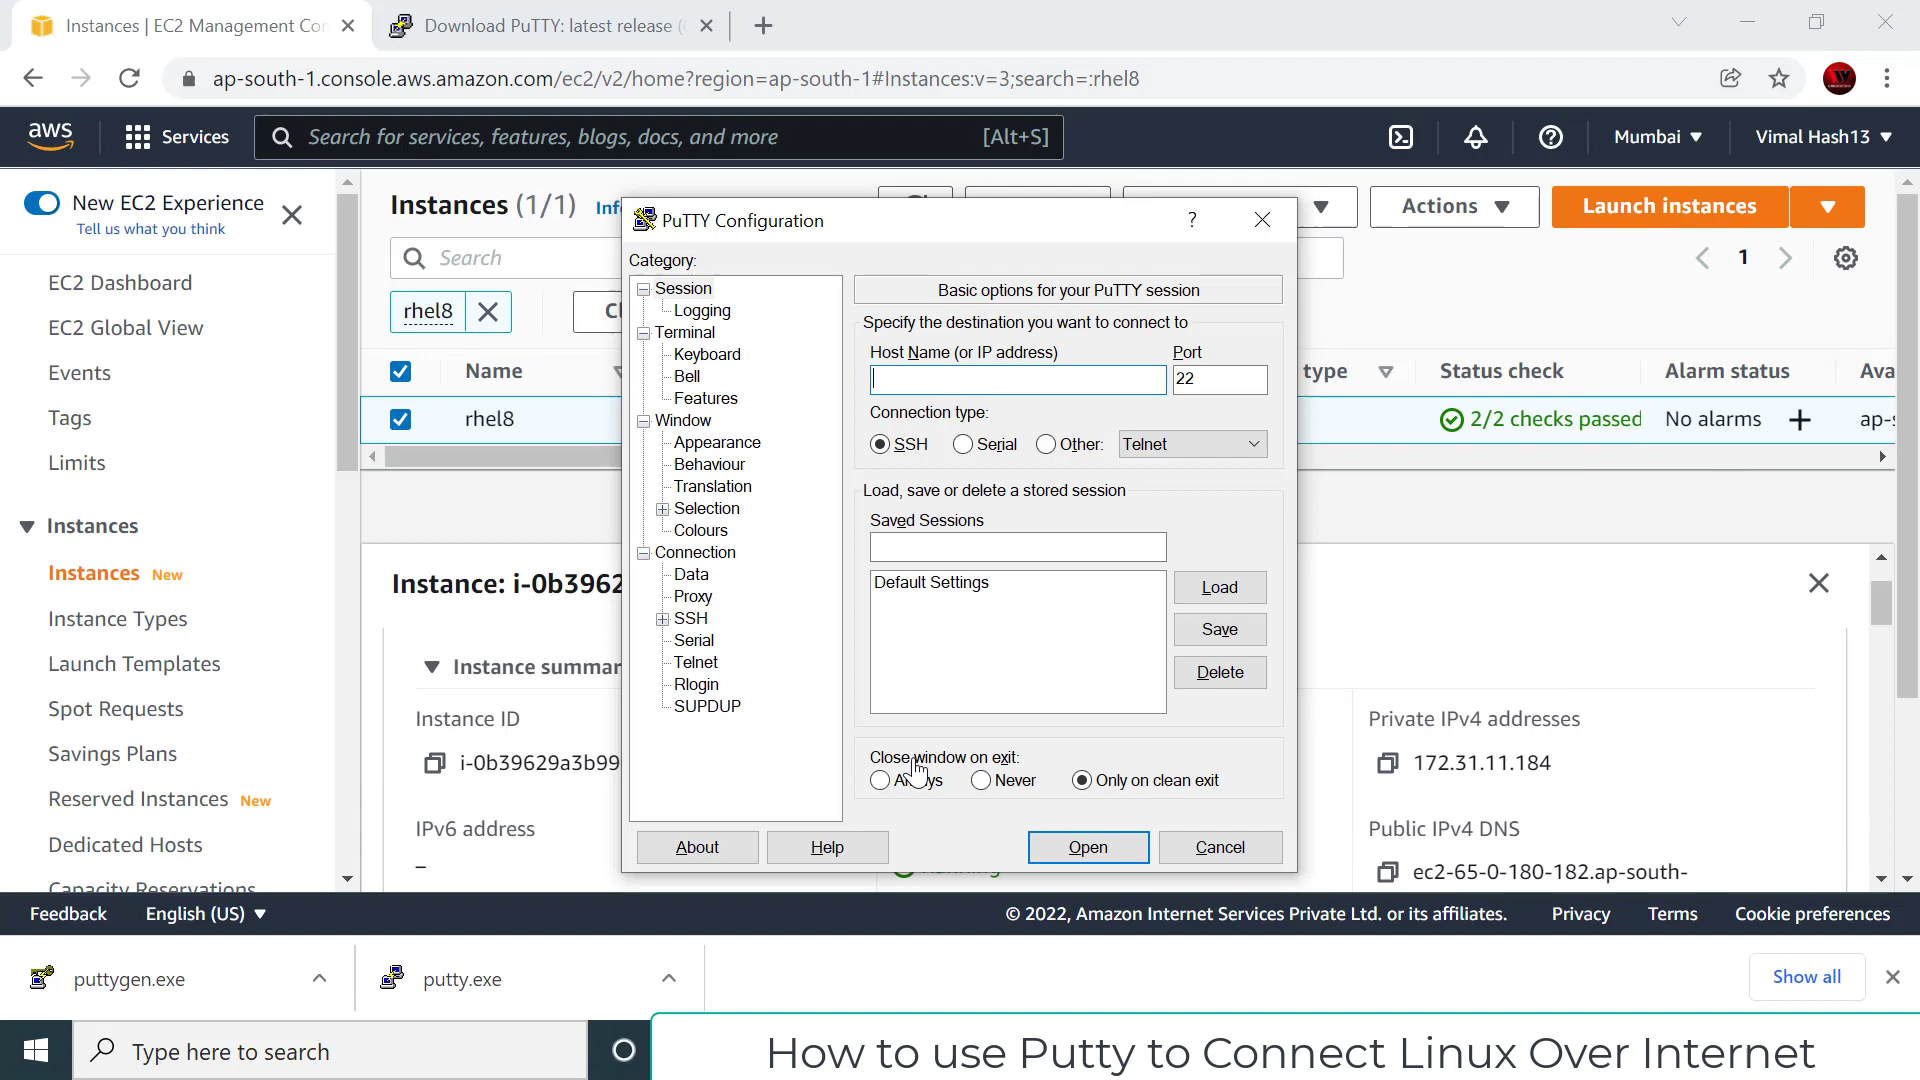 Instances | EC2 Management Cor
Download PuTTY: latest release (
ap-south-1.console.aws.amazon.com/ec2/v2/home?region=ap-south-1#Instances:v=3;search=:rhel8
aws
Services
Search for services, features, blogs, docs, and more
[Alt+S]
Mumbai
Vimal Hash13
New EC2 Experience
Tell us what you think
EC2 Dashboard
EC2 Global View
Events
Tags
Limits
Instances
Instances New
Instance Types
Launch Templates
Spot Requests
Savings Plans
Reserved Instances New
Dedicated Hosts
Capacity Reservations
Instances (1/1)
Info
Actions
Launch instances
Search
1
rhel8
Cl
Name
type
Status check
Alarm status
Ava
rhel8
2/2 checks passed
No alarms
ap-s
Instance: i-0b3962
Instance summar
Instance ID
i-0b39629a3b99
IPv6 address
–
Running
Private IPv4 addresses
172.31.11.184
Public IPv4 DNS
ec2-65-0-180-182.ap-south-
PuTTY Configuration
?
Category:
Session
Logging
Terminal
Keyboard
Bell
Features
Window
Appearance
Behaviour
Translation
Selection
Colours
Connection
Data
Proxy
SSH
Serial
Telnet
Rlogin
SUPDUP
Basic options for your PuTTY session
Specify the destination you want to connect to
Host Name (or IP address)
Port
22
Connection type:
SSH
Serial
Other:
Telnet
Load, save or delete a stored session
Saved Sessions
Default Settings
Load
Save
Delete
Close window on exit:
Always
Never
Only on clean exit
About
Help
Open
Cancel
Feedback
English (US)
© 2022, Amazon Internet Services Private Ltd. or its affiliates.
Privacy
Terms
Cookie preferences
puttygen.exe
putty.exe
Show all
Type here to search
How to use Putty to Connect Linux Over Internet